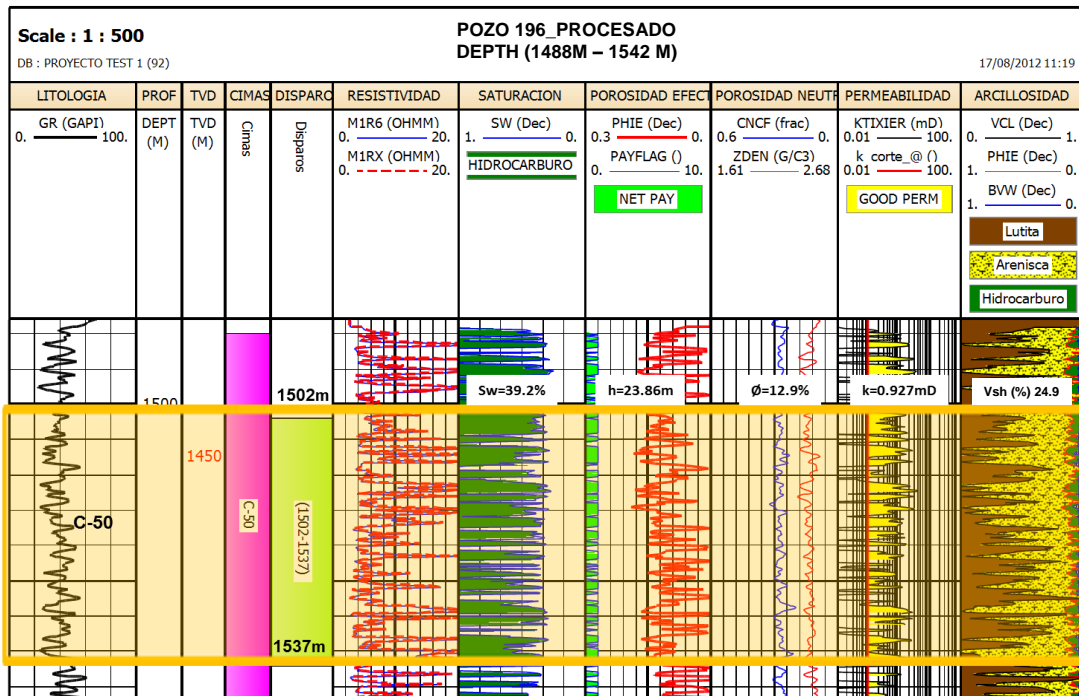 Scale : 1 : 500
DB : PROYECTO TEST 1 (92)
POZO 196_PROCESADO
DEPTH (1488M – 1542 M)
17/08/2012 11:19
LITOLOGIA
PROF
TVD
CIMAS
DISPARO
RESISTIVIDAD
SATURACION
POROSIDAD EFECT
POROSIDAD NEUTR
PERMEABILIDAD
ARCILLOSIDAD
GR (GAPI)
0. 100.
DEPT
(M)
TVD
(M)
Cimas
Disparos
M1R6 (OHMM)
0. 20.
M1RX (OHMM)
0. 20.
SW (Dec)
1. 0.
HIDROCARBURO
PHIE (Dec)
0.3 0.
PAYFLAG ()
0. 10.
NET PAY
CNCF (frac)
0.6 0.
ZDEN (G/C3)
1.61 2.68
KTIXIER (mD)
0.01 100.
k_corte_@ ()
0.01 100.
GOOD PERM
VCL (Dec)
0. 1.
PHIE (Dec)
1. 0.
BVW (Dec)
1. 0.
Lutita
Arenisca
Hidrocarburo
1500
1502m
Sw=39.2%
h=23.86m
Ø=12.9%
k=0.927mD
Vsh (%) 24.9
1450
C-50
C-50
(1502-1537)
1537m